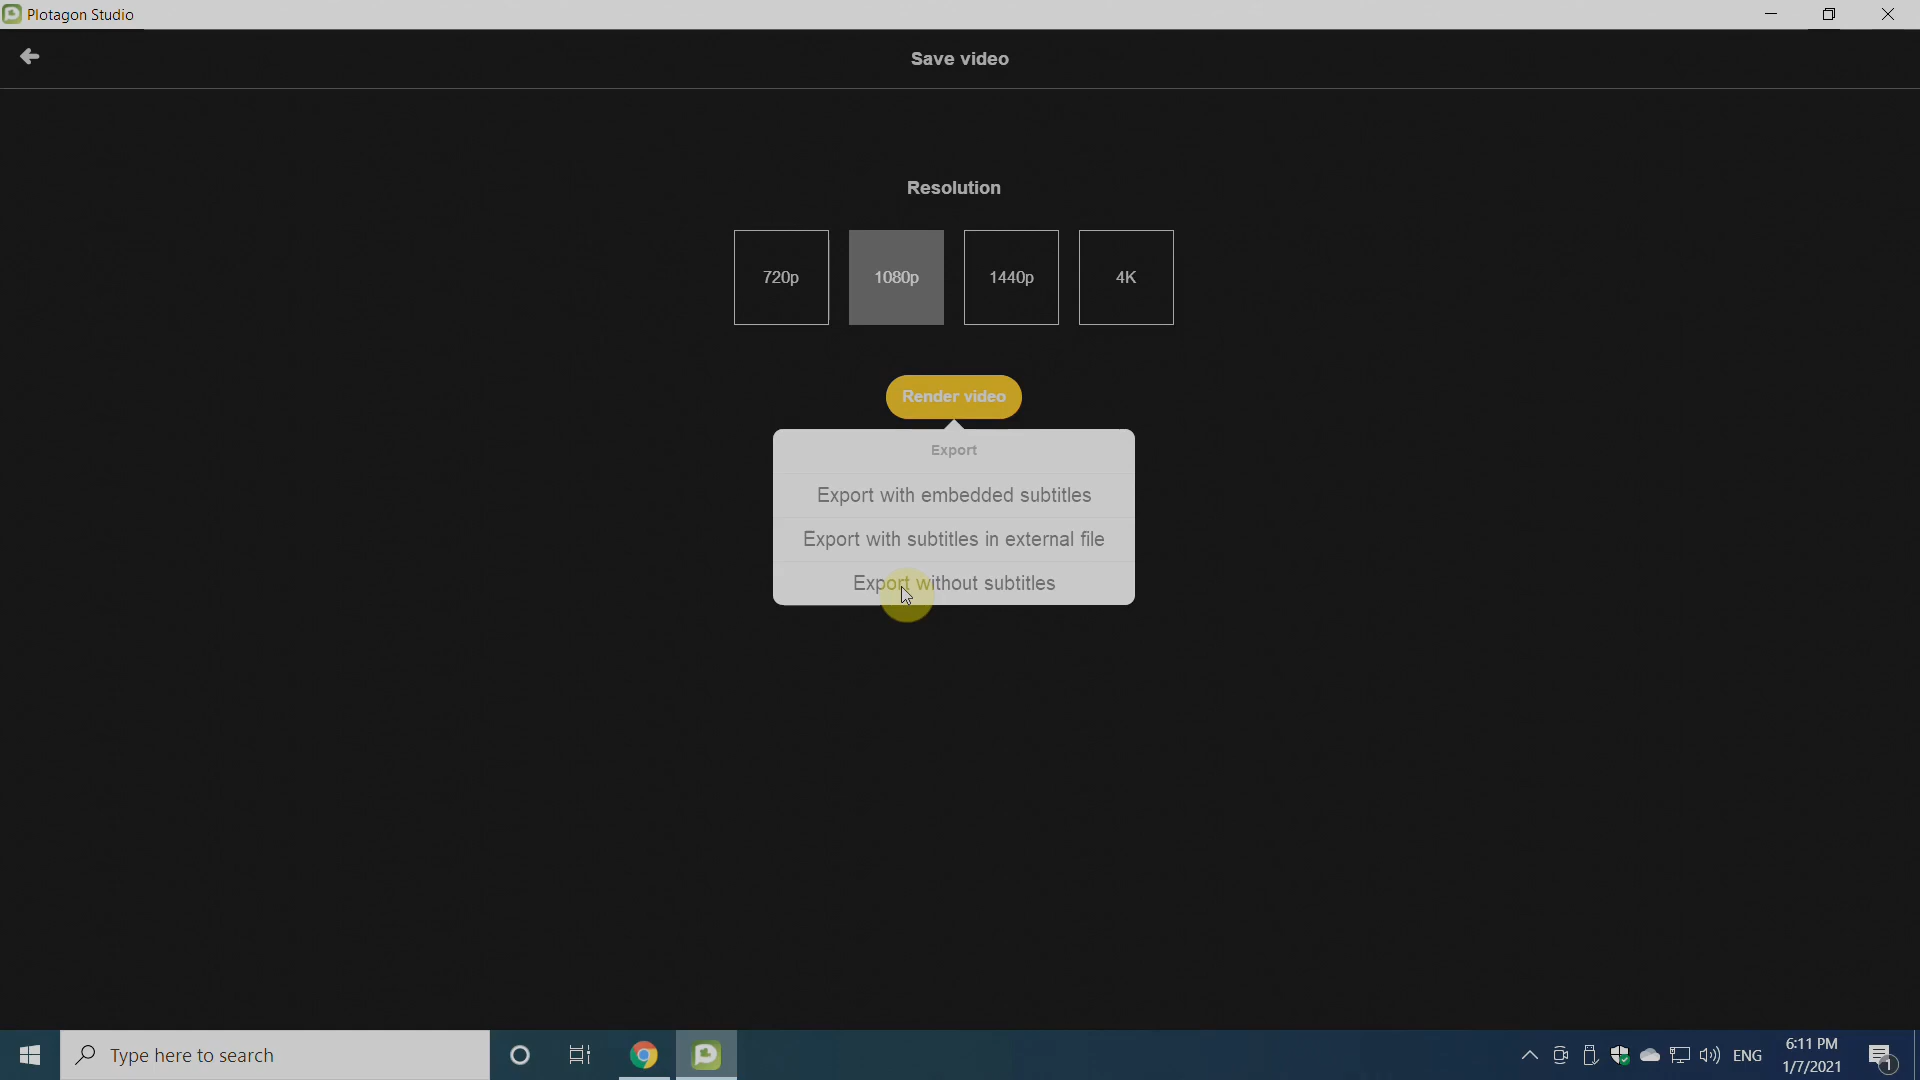 Plotagon Studio
Save video
Resolution
720p
1080p
1440p
4K
Render video
Export
Export with embedded subtitles
Export with subtitles in external file
Export without subtitles
Type here to search
ENG
6:11 PM
1/7/2021
1